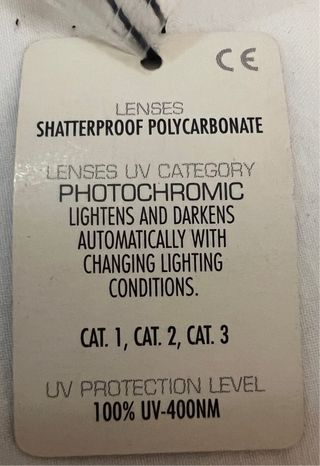 CE
LENSES
SHATTERPROOF POLYCARBONATE
LENSES UV CATEGORY
PHOTOCHROMIC
LIGHTENS AND DARKENS
AUTOMATICALLY WITH
CHANGING LIGHTING
CONDITIONS.
CAT. 1, CAT. 2, CAT. 3
UV PROTECTION LEVEL
100% UV-400NM